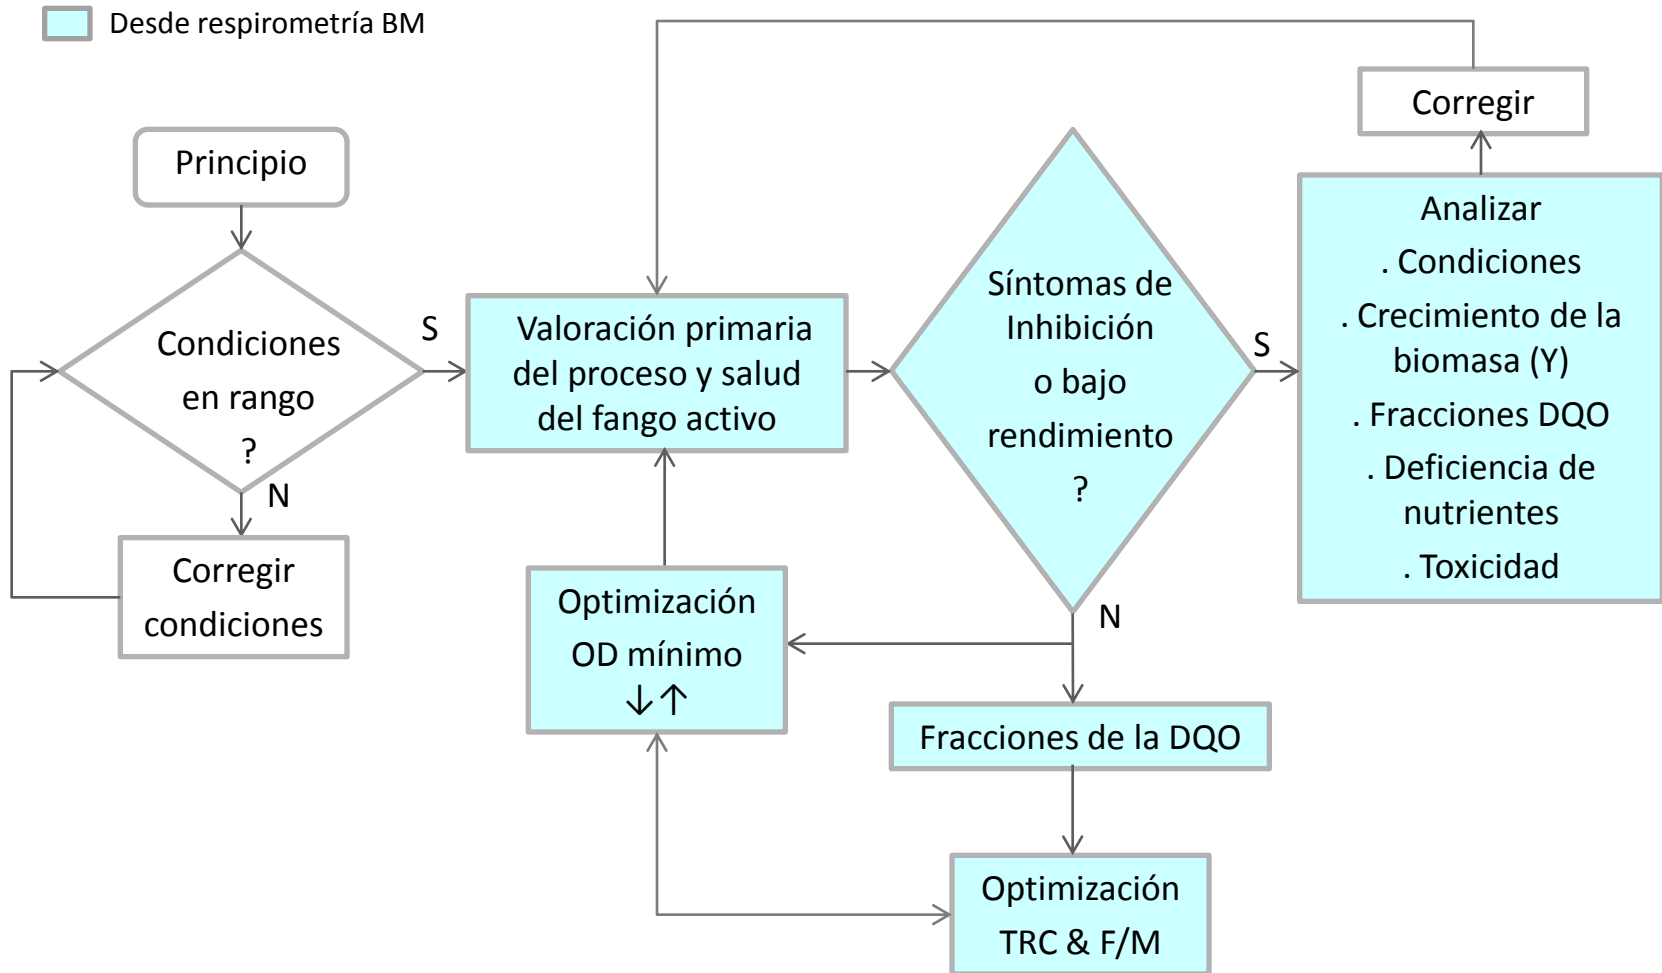 Desde respirometría BM
Principio
Condiciones
en rango
?
S
N
Corregir
condiciones
Valoración primaria
del proceso y salud
del fango activo
Síntomas de
Inhibición
o bajo
rendimiento
?
S
N
Corregir
Analizar
. Condiciones
. Crecimiento de la
biomasa (Y)
. Fracciones DQO
. Deficiencia de
nutrientes
. Toxicidad
Optimización
OD mínimo
↓↑
Fracciones de la DQO
Optimización
TRC & F/M